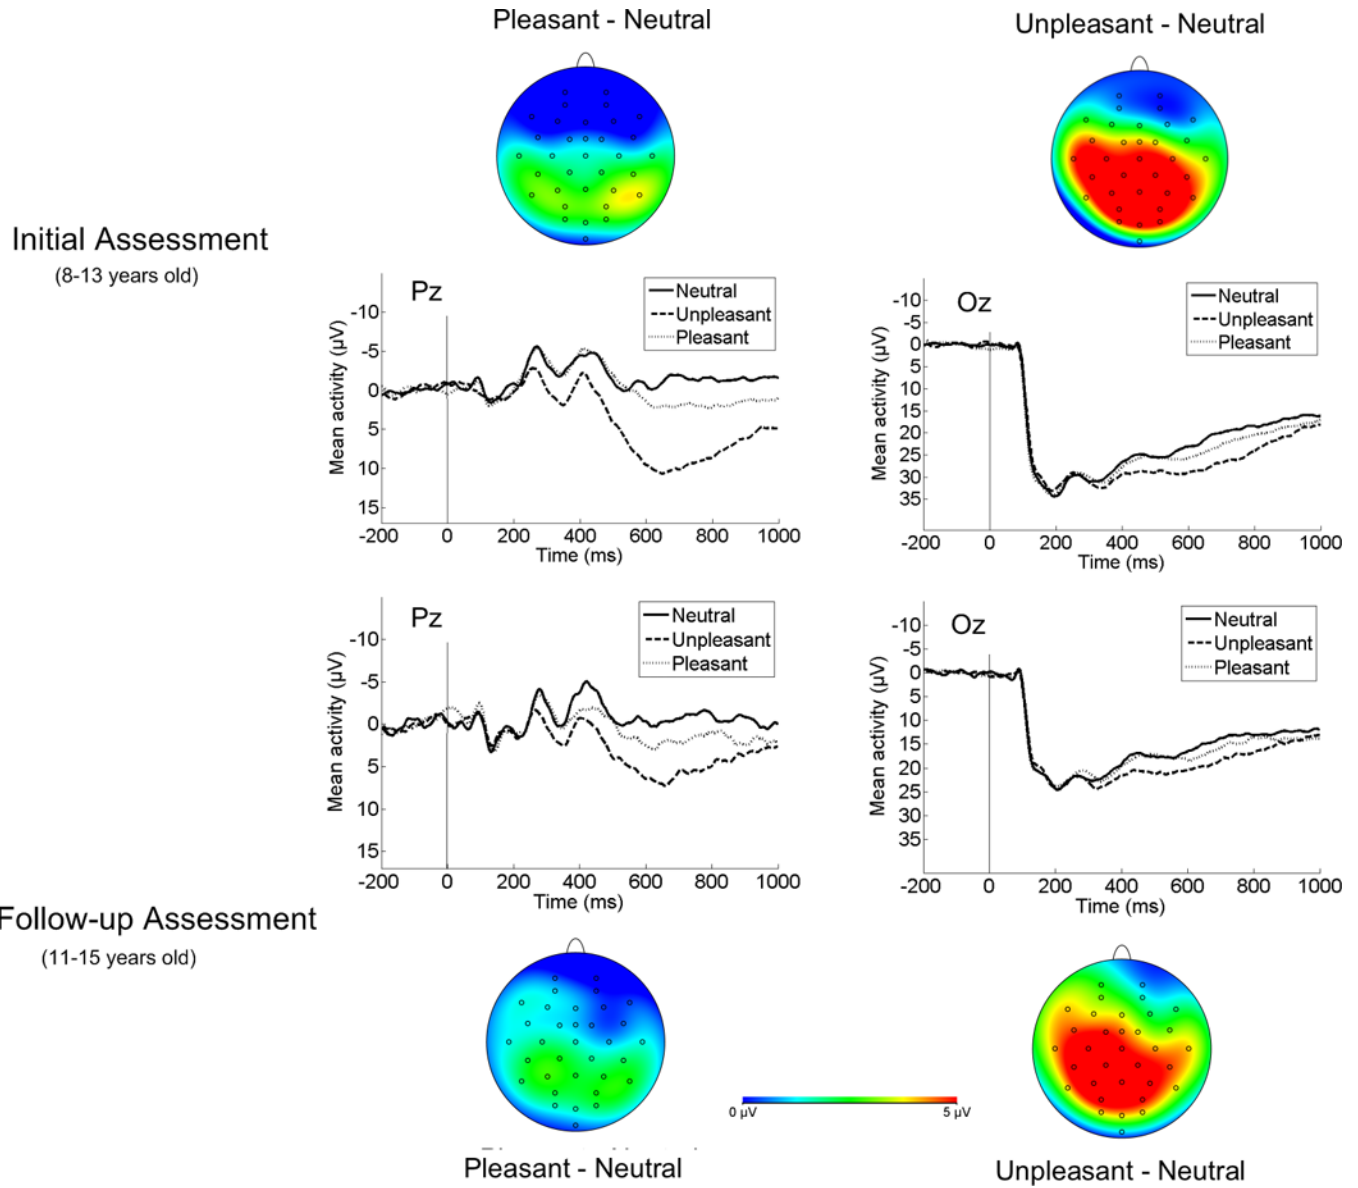 Pleasant - Neutral
Unpleasant - Neutral
Initial Assessment
(8-13 years old)
Pz
Neutral
Unpleasant
Pleasant
Mean activity (µV)
-10
-5
0
5
10
15
-200 0 200 400 600 800 1000
Time (ms)
Oz
Neutral
Unpleasant
Pleasant
Mean activity (µV)
-10
-5
0
5
10
15
20
25
30
35
-200 0 200 400 600 800 1000
Time (ms)
Pz
Neutral
Unpleasant
Pleasant
Mean activity (µV)
-10
-5
0
5
10
15
-200 0 200 400 600 800 1000
Time (ms)
Oz
Neutral
Unpleasant
Pleasant
Mean activity (µV)
-10
-5
0
5
10
15
20
25
30
35
-200 0 200 400 600 800 1000
Time (ms)
Follow-up Assessment
(11-15 years old)
0 µV 5 µV
Pleasant - Neutral
Unpleasant - Neutral